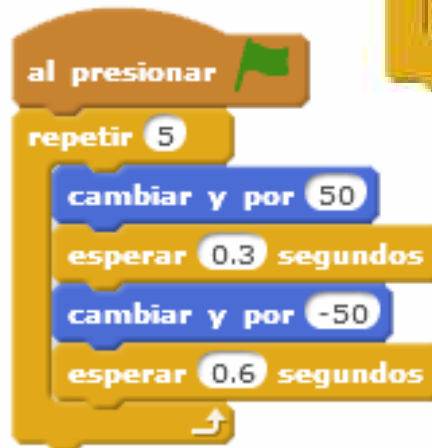 al presionar
repetir 5
cambiar y por 50
esperar 0.3 segundos
cambiar y por -50
esperar 0.6 segundos